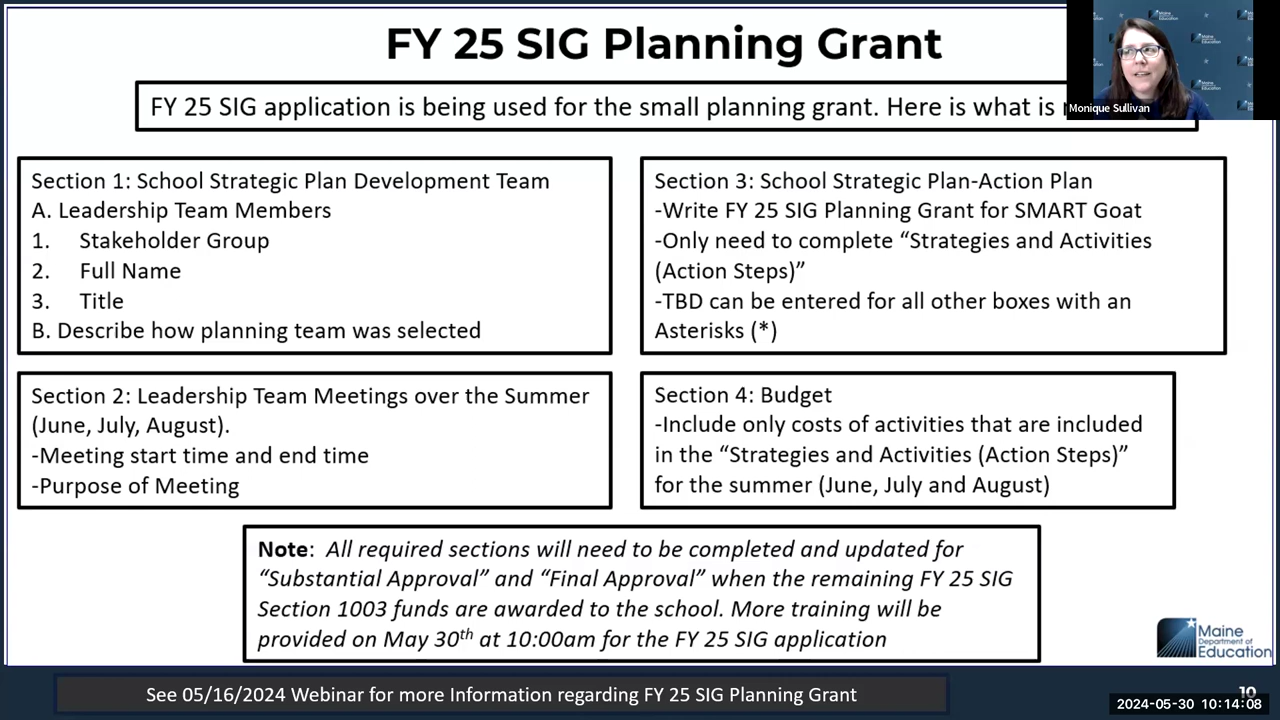 FY 25 SIG Planning Grant
FY 25 SIG application is being used for the small planning grant. Here is what is
Monique Sullivan
Section 1: School Strategic Plan Development Team
A. Leadership Team Members
1. Stakeholder Group
2. Full Name
3. Title
B. Describe how planning team was selected
Section 3: School Strategic Plan-Action Plan
-Write FY 25 SIG Planning Grant for SMART Goat
-Only need to complete “Strategies and Activities
(Action Steps)”
-TBD can be entered for all other boxes with an
Asterisks (*)
Section 2: Leadership Team Meetings over the Summer
(June, July, August).
-Meeting start time and end time
-Purpose of Meeting
Section 4: Budget
-Include only costs of activities that are included
in the “Strategies and Activities (Action Steps)”
for the summer (June, July and August)
Note: All required sections will need to be completed and updated for
“Substantial Approval” and “Final Approval” when the remaining FY 25 SIG
Section 1003 funds are awarded to the school. More training will be
provided on May 30th at 10:00am for the FY 25 SIG application
Maine
Department of
Education
See 05/16/2024 Webinar for more Information regarding FY 25 SIG Planning Grant
10
2024-05-30 10:14:08